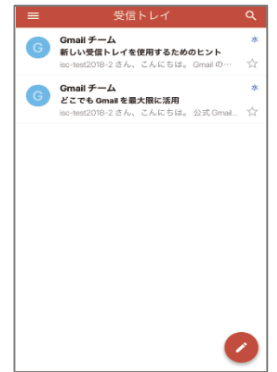 受信トレイ
G
Gmail チーム
水
新しい受信トレイを使用するためのヒント
isc-test2018-2 さん、こんにちは。 Gmail の…
G
Gmail チーム
水
どこでも Gmail を最大限に活用
isc-test2018-2 さん、こんにちは。 公式 Gmail…